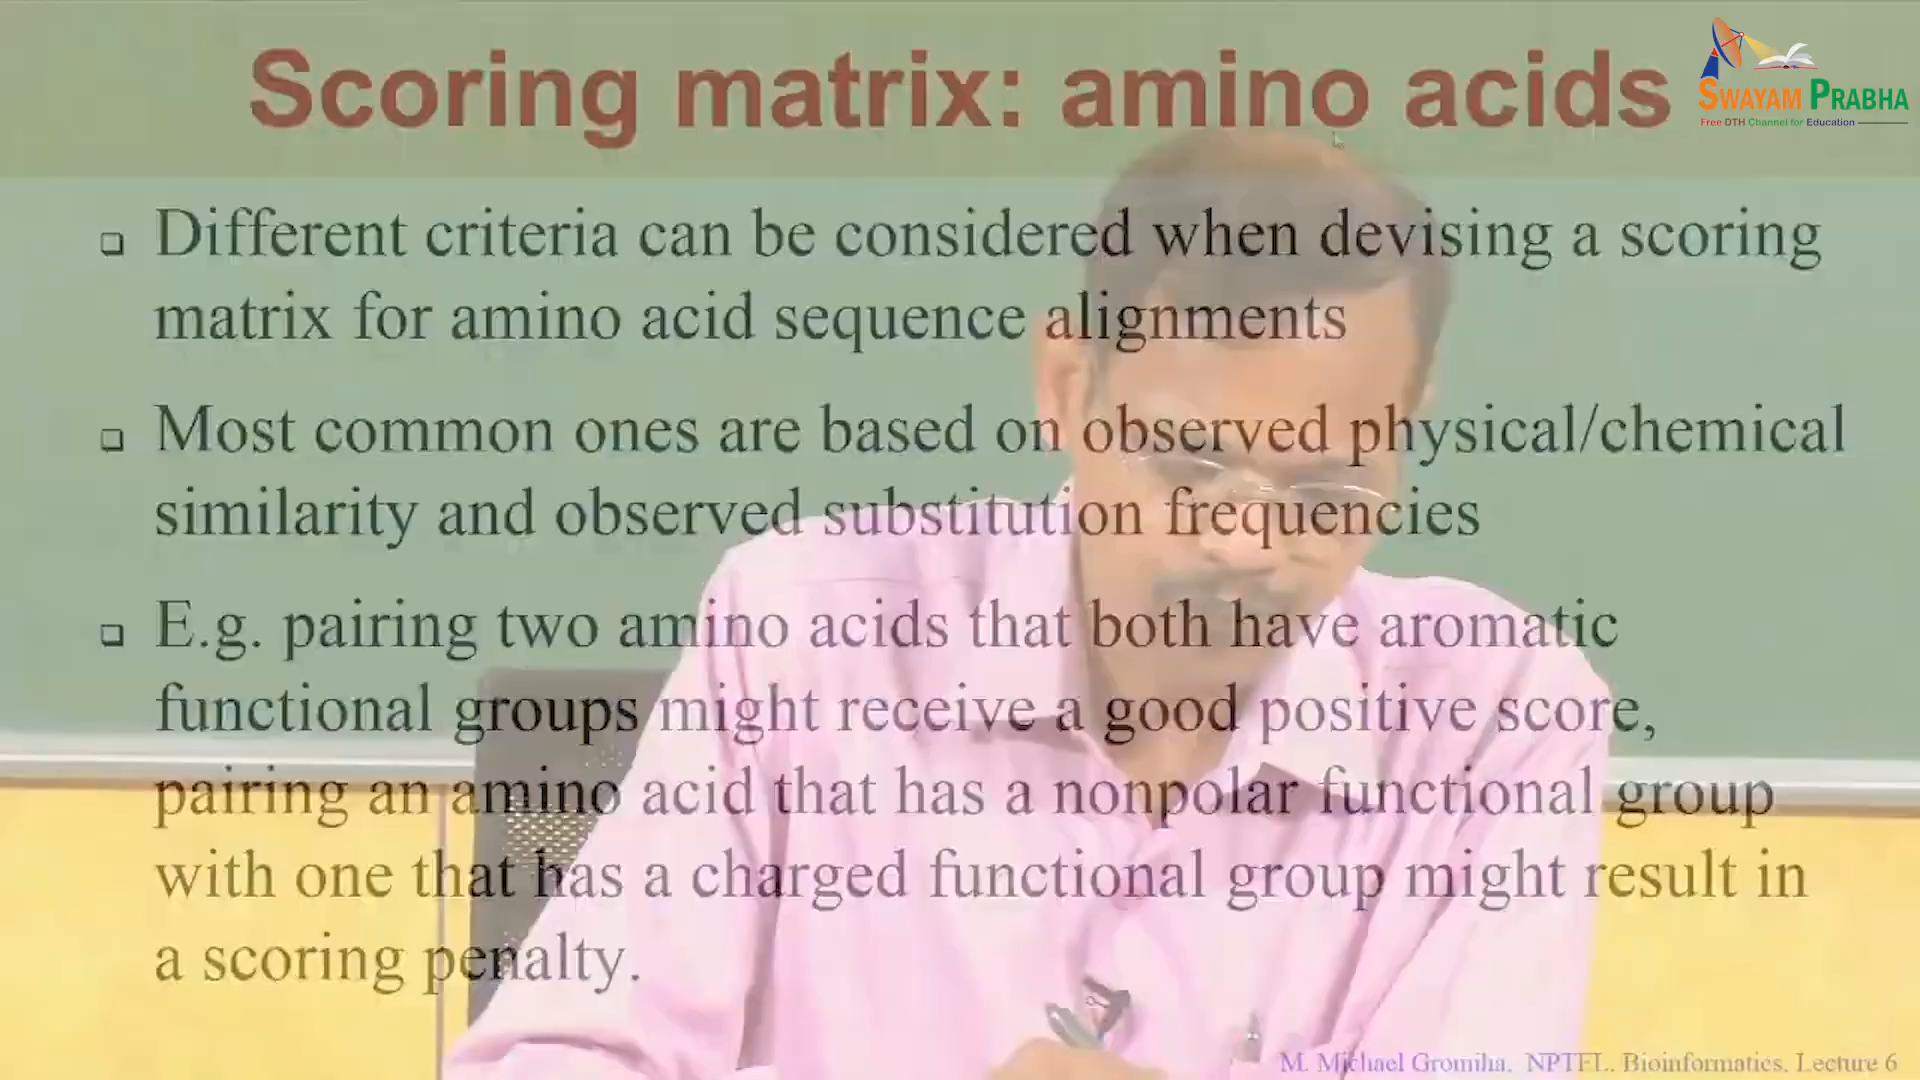 Scoring matrix: amino acids
SWAYAM PRABHA
Free DTH Channel for Education
❑ Different criteria can be considered when devising a scoring
matrix for amino acid sequence alignments
❑ Most common ones are based on observed physical/chemical
similarity and observed substitution frequencies
❑ E.g. pairing two amino acids that both have aromatic
functional groups might receive a good positive score,
pairing an amino acid that has a nonpolar functional group
with one that has a charged functional group might result in
a scoring penalty.
M. Michael Gromiha, NPTEL, Bioinformatics, Lecture 6